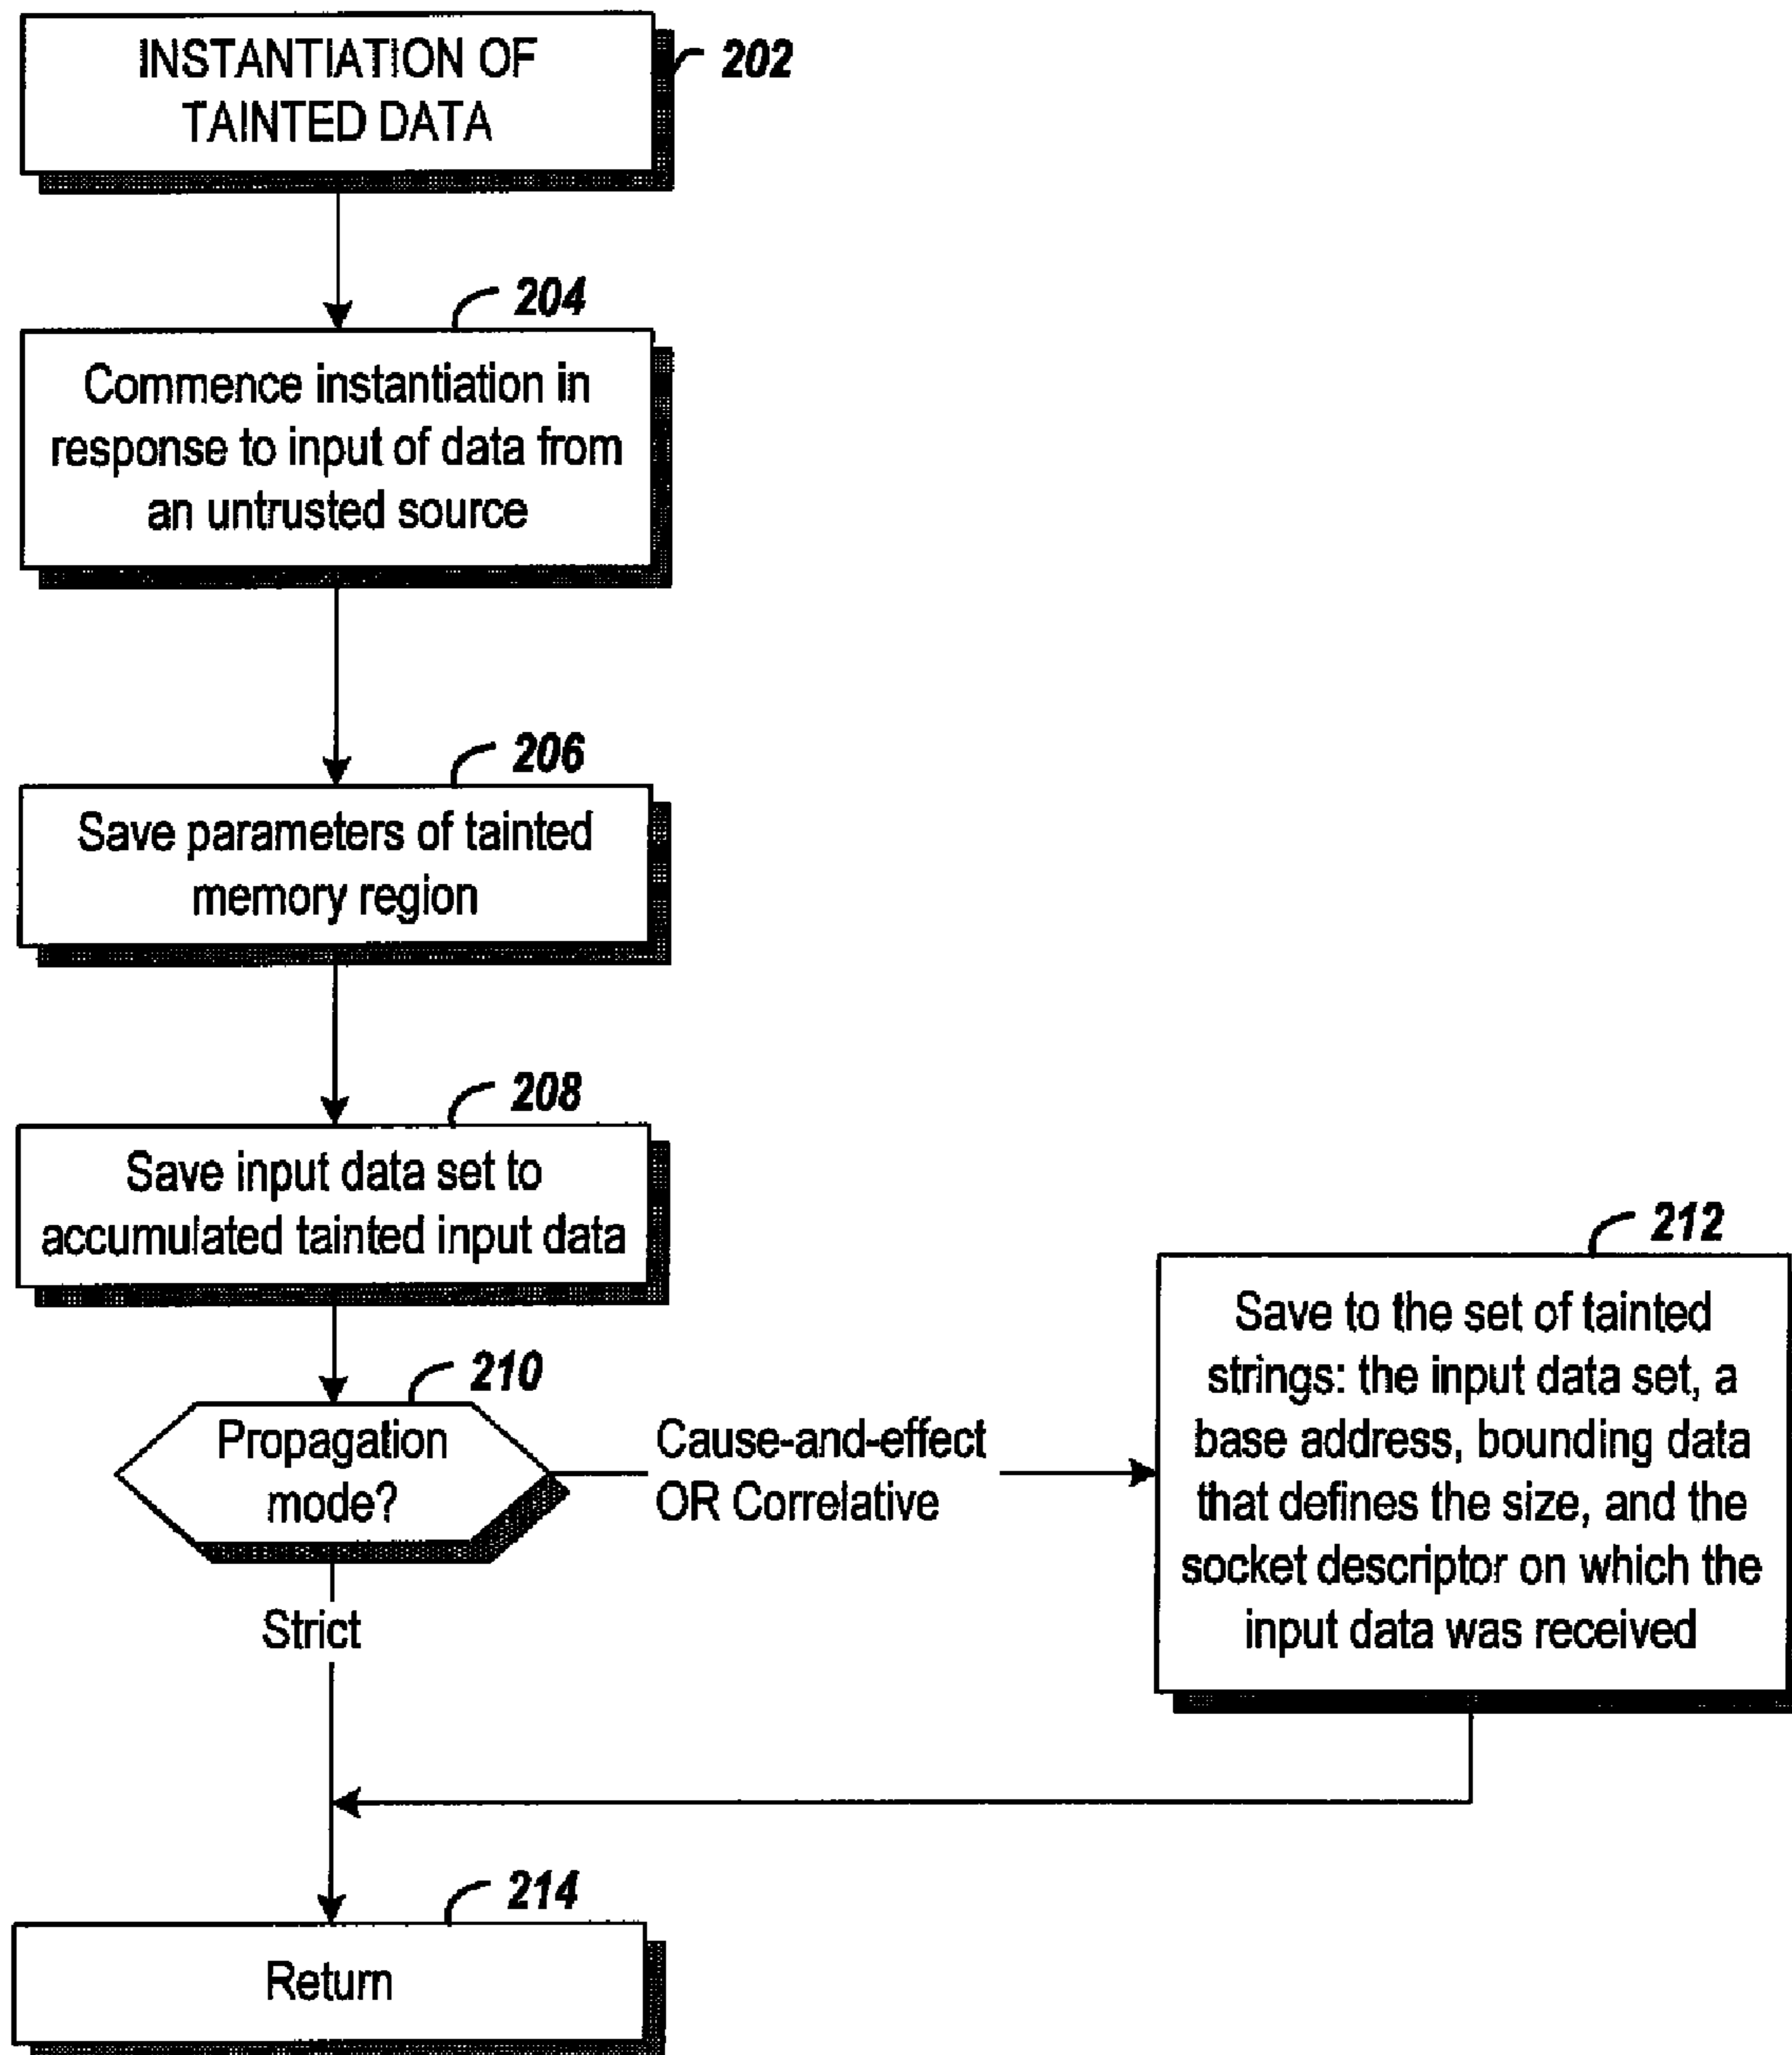 INSTANTIATION OF
TAINTED DATA
202
204
Commence instantiation in
response to input of data from
an untrusted source
206
Save parameters of tainted
memory region
208
Save input data set to
accumulated tainted input data
210
Propagation
mode?
Cause-and-effect
OR Correlative
Strict
212
Save to the set of tainted
strings: the input data set, a
base address, bounding data
that defines the size, and the
socket descriptor on which the
input data was received
214
Return